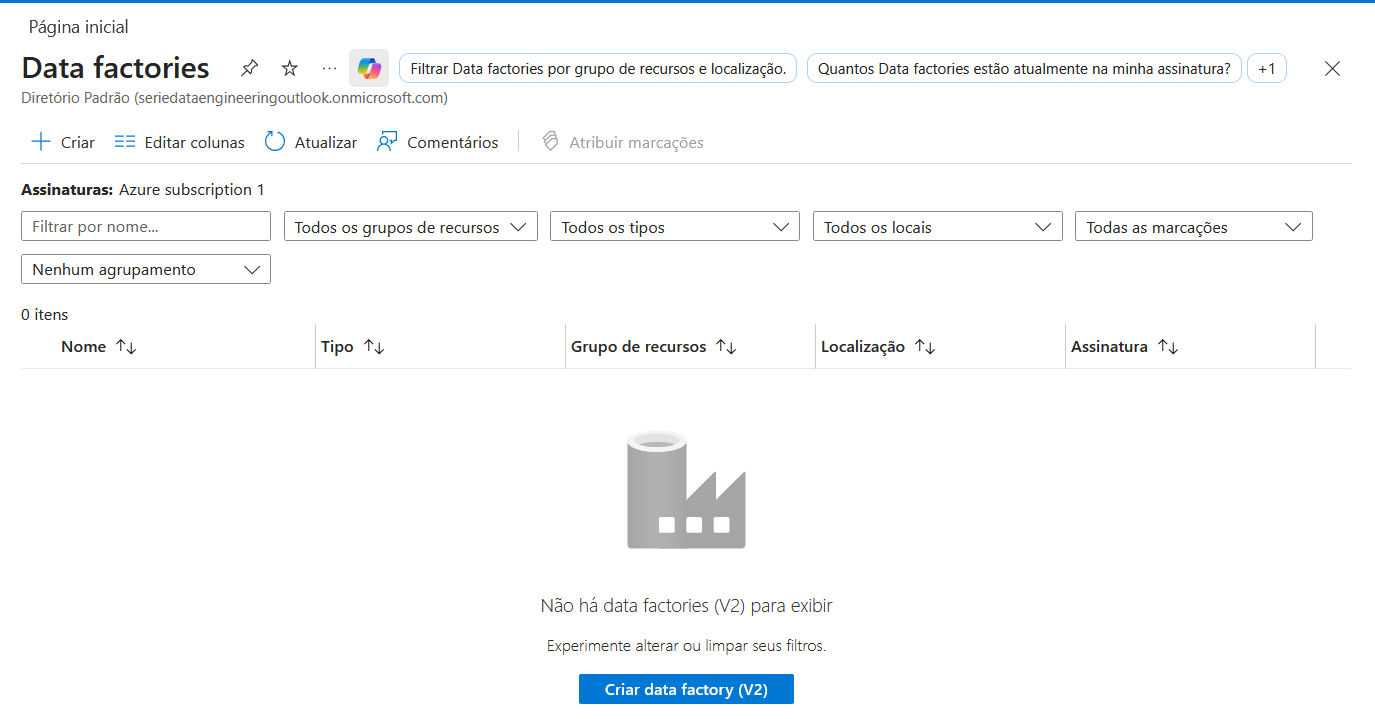 Página inicial
Data factories ... Filtrar Data factories por grupo de recursos e localização. Quantos Data factories estão atualmente na minha assinatura? +1
Diretório Padrão (seriedataengineeringoutlook.onmicrosoft.com)
Criar Editar colunas Atualizar Comentários Atribuir marcações
Assinaturas: Azure subscription 1
Filtrar por nome... Todos os grupos de recursos Todos os tipos Todos os locais Todas as marcações
Nenhum agrupamento
0 itens
Nome Tipo Grupo de recursos Localização Assinatura
Não há data factories (V2) para exibir
Experimente alterar ou limpar seus filtros.
Criar data factory (V2)